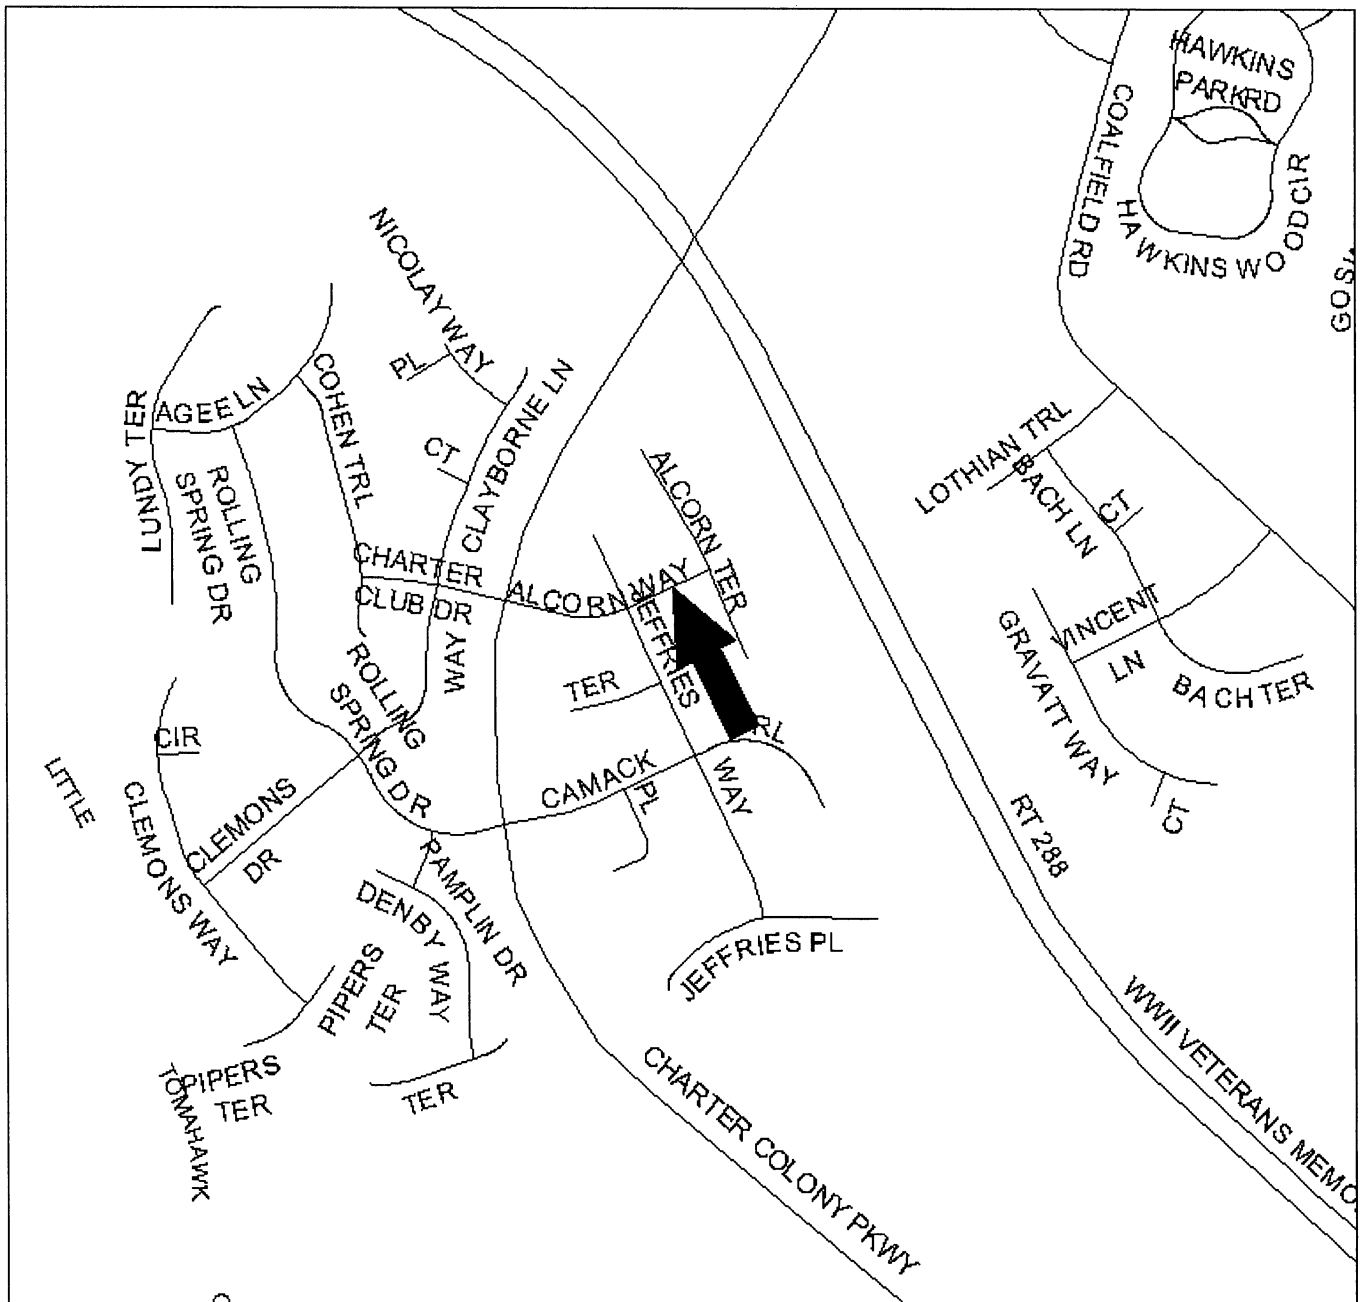 HAWKINS
PARK RD
COALFIELD RD
HAWKINS WOOD CIR
NICOLAY WAY
PL
AGEE LN
COHEN TRL
LUNDY TER
ROLLING
SPRING DR
CT
CLAYBORNE LN
ALCORN TER
LOTHIAN TRL
BACH LN
CT
CHARTER
CLUB DR
WAY
ALCORN WAY
JEFFRIES
WAY
TER
VINCENT
LN
GRAVATT WAY
BACH TER
CT
ROLLING
SPRING DR
CIR
LITTLE
CLEMONS WAY
CLEMONS
DR
CAMACK
RL
PL
RT 288
PAMPLIN DR
DENBY WAY
JEFFRIES PL
PIPERS
TER
PIPERS
TER
TER
TOMAHAWK
CHARTER COLONY PKWY
WWII VETERANS MEMO